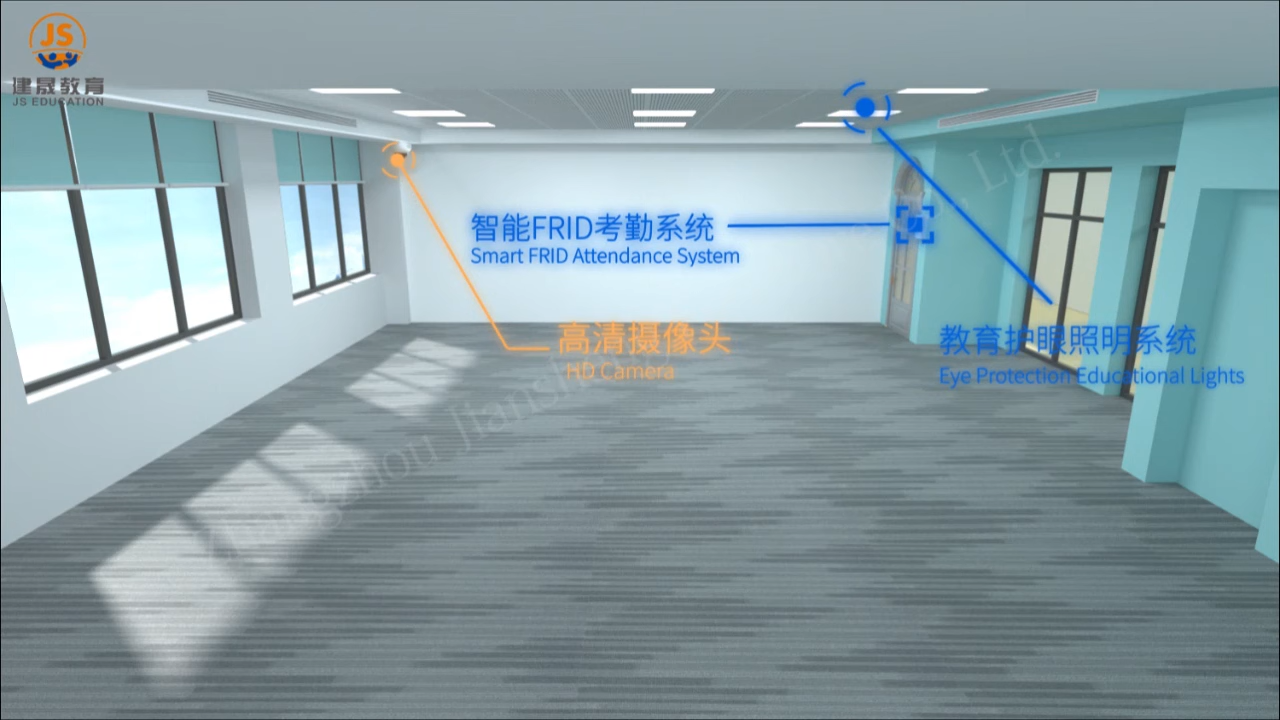 JS
建晟教育
JS EDUCATION
智能FRID考勤系统
Smart FRID Attendance System
高清摄像头
HD Camera
教育护眼照明系统
Eye Protection Educational Lights
Ltd.